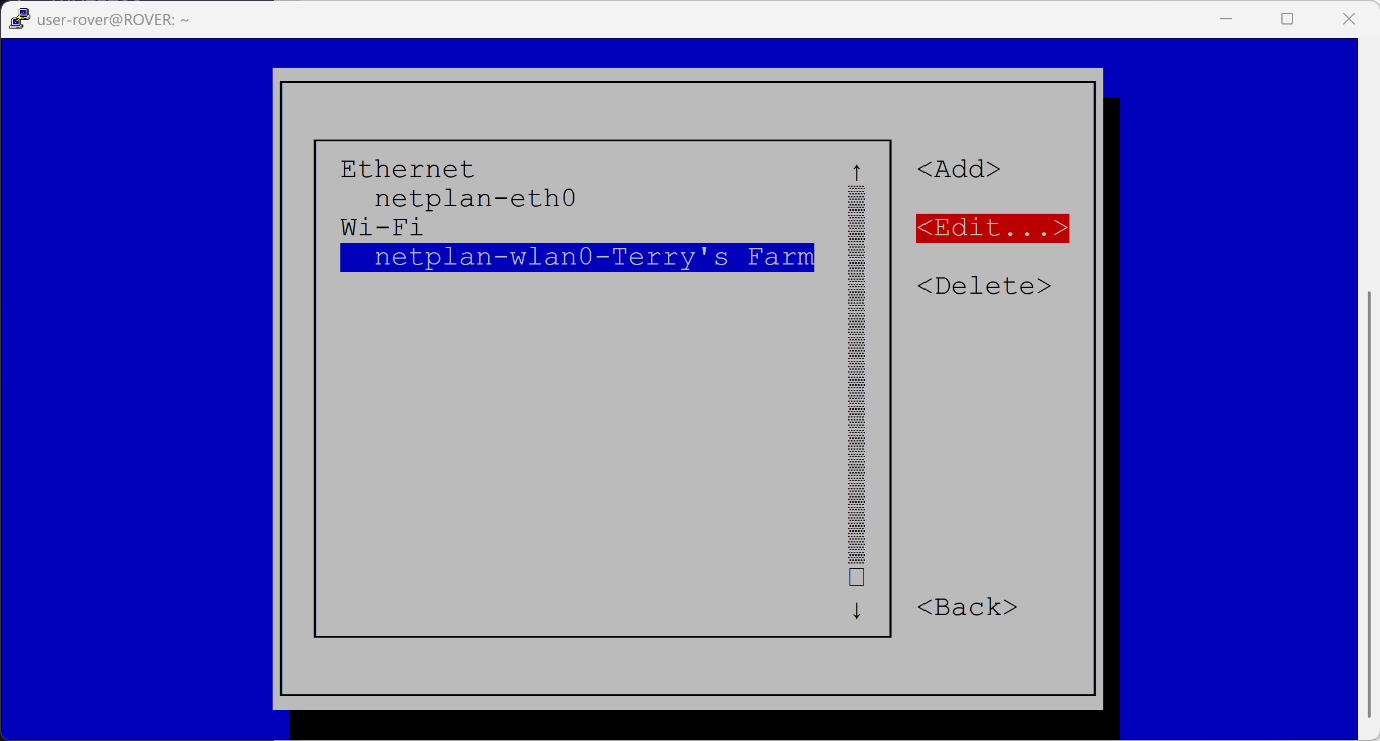 user-rover@ROVER: ~
Ethernet
netplan-eth0
Wi-Fi
netplan-wlan0-Terry's Farm
<Add>
<Edit...>
<Delete>
<Back>